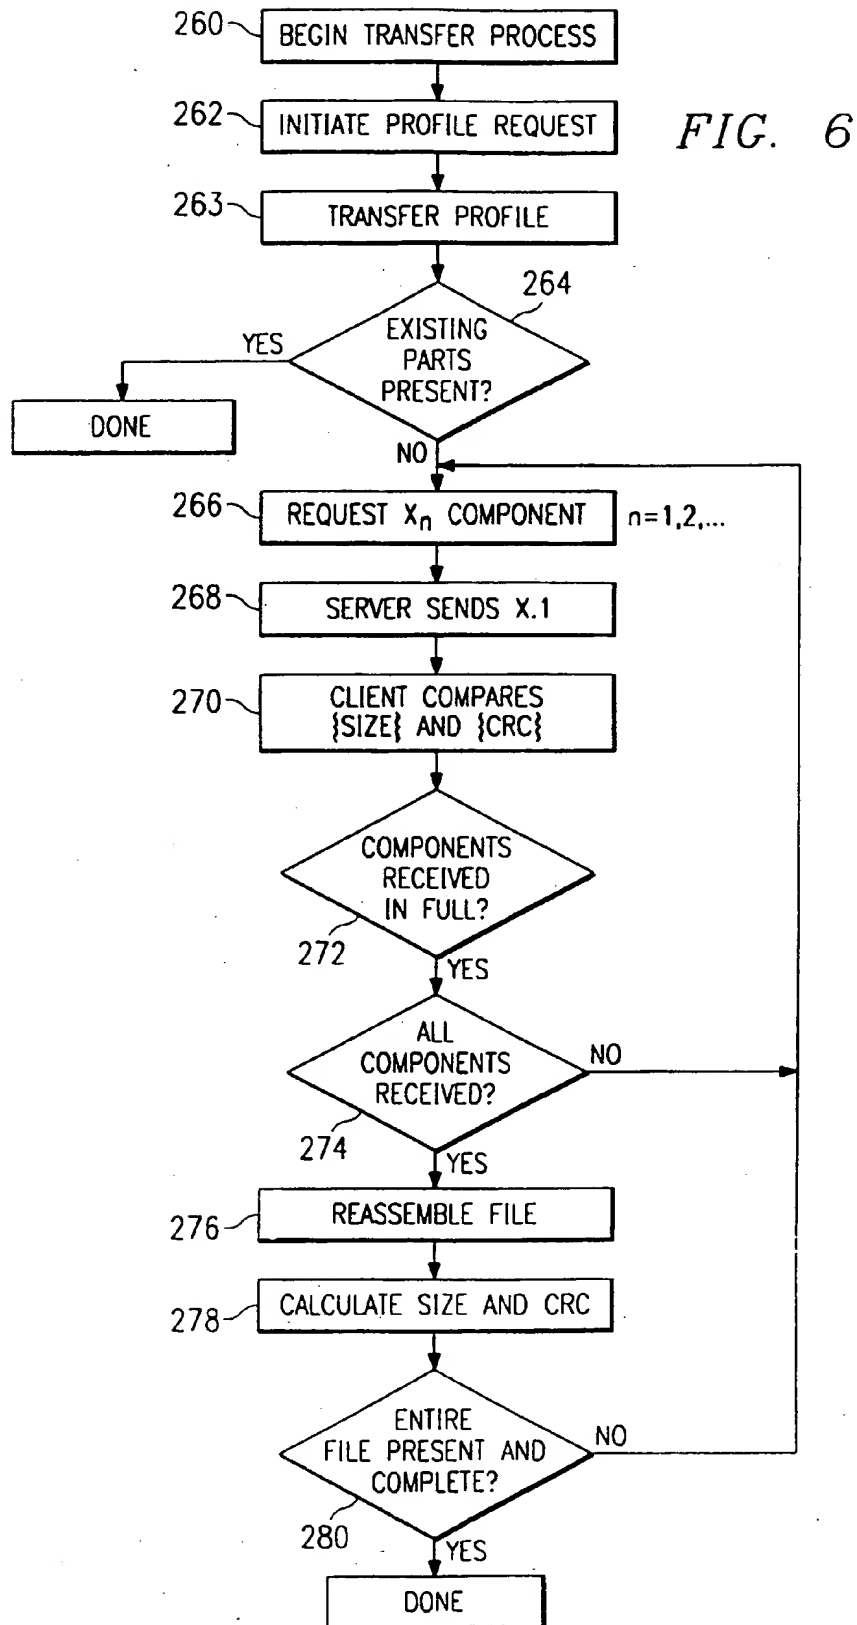 260
BEGIN TRANSFER PROCESS
262
INITIATE PROFILE REQUEST
FIG. 6
263
TRANSFER PROFILE
264
EXISTING
PARTS
PRESENT?
YES
DONE
NO
266
REQUEST Xn COMPONENT
n=1,2,...
268
SERVER SENDS X.1
270
CLIENT COMPARES
{SIZE{ AND {CRC}
COMPONENTS
RECEIVED
IN FULL?
272
YES
ALL
COMPONENTS
RECEIVED?
NO
274
YES
276
REASSEMBLE FILE
278
CALCULATE SIZE AND CRC
ENTIRE
FILE PRESENT AND
COMPLETE?
NO
280
YES
DONE